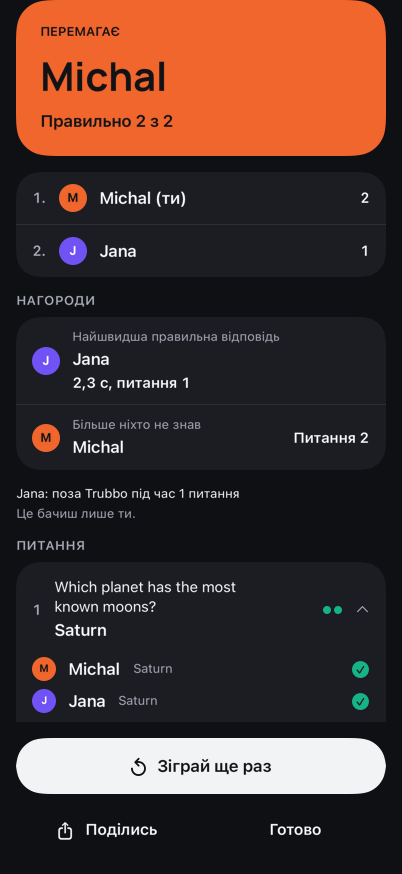 ПЕРЕМАГАЄ
Michal
Правильно 2 з 2
1. M Michal (ти) 2
2. J Jana 1
НАГОРОДИ
Найшвидша правильна відповідь
J Jana
2,3 с, питання 1
Більше ніхто не знав
M Michal Питання 2
Jana: поза Trubbo під час 1 питання
Це бачиш лише ти.
ПИТАННЯ
Which planet has the most
1 known moons?
Saturn
M Michal Saturn
J Jana Saturn
Зіграй ще раз
Поділись Готово